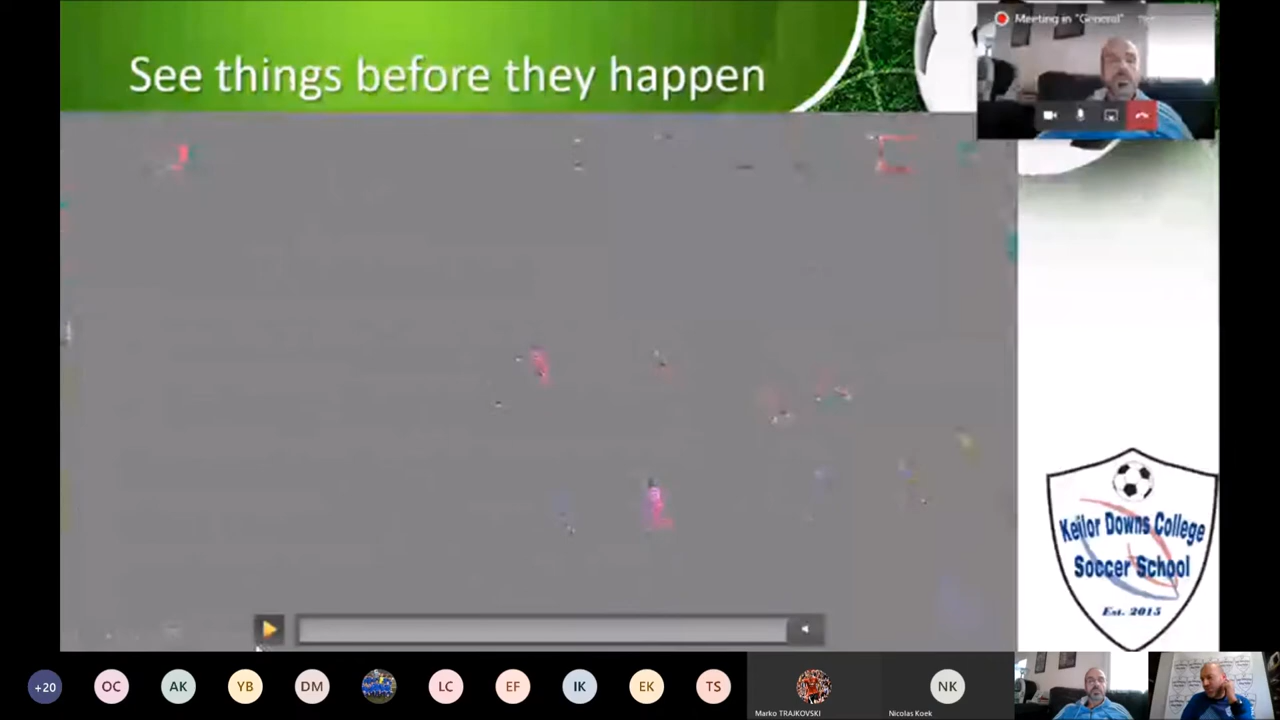 See things before they happen
Meeting in "General"
Keilor Downs College
Soccer School
Est. 2015
+20
OC
AK
YB
DM
LC
EF
IK
EK
TS
Marko TRAJKOVSKI
NK
Nicolas Koek